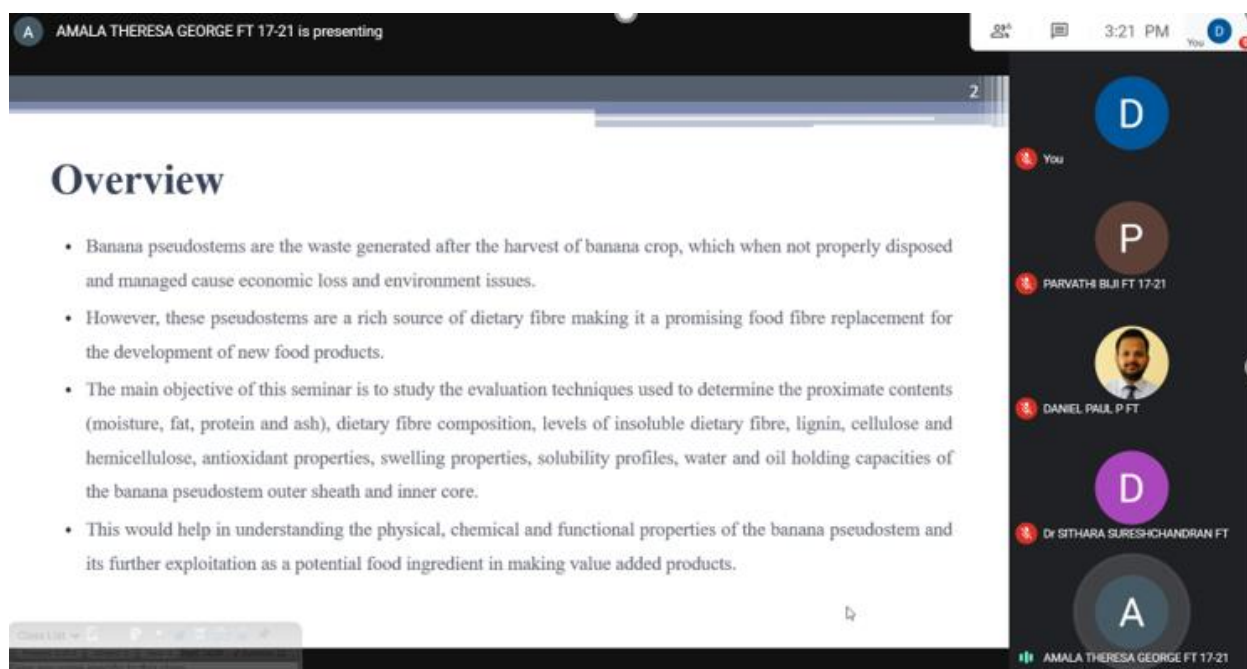 A AMALA THERESA GEORGE FT 17-21 is presenting
3:21 PM
You
D
2
Overview
• Banana pseudostems are the waste generated after the harvest of banana crop, which when not properly disposed
and managed cause economic loss and environment issues.
• However, these pseudostems are a rich source of dietary fibre making it a promising food fibre replacement for
the development of new food products.
• The main objective of this seminar is to study the evaluation techniques used to determine the proximate contents
(moisture, fat, protein and ash), dietary fibre composition, levels of insoluble dietary fibre, lignin, cellulose and
hemicellulose, antioxidant properties, swelling properties, solubility profiles, water and oil holding capacities of
the banana pseudostem outer sheath and inner core.
• This would help in understanding the physical, chemical and functional properties of the banana pseudostem and
its further exploitation as a potential food ingredient in making value added products.
D
You
P
PARVATHI BIJI FT 17-21
DANIEL PAUL P FT
D
Dr SITHARA SURESHCHANDRAN FT
A
AMALA THERESA GEORGE FT 17-21
Class List